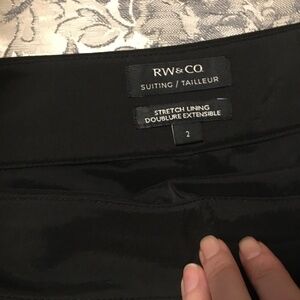 RW&CO.
SUITING / TAILLEUR
STRETCH LINING
DOUBLURE EXTENSIBLE
2